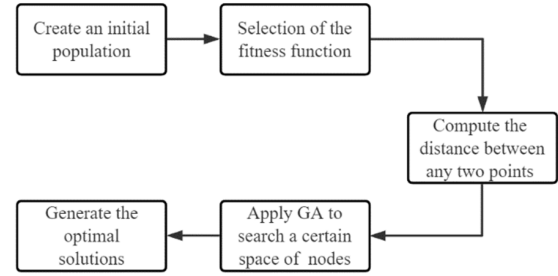 Create an initial
population
Selection of the
fitness function
Compute the
distance between
any two points
Apply GA to
search a certain
space of nodes
Generate the
optimal
solutions